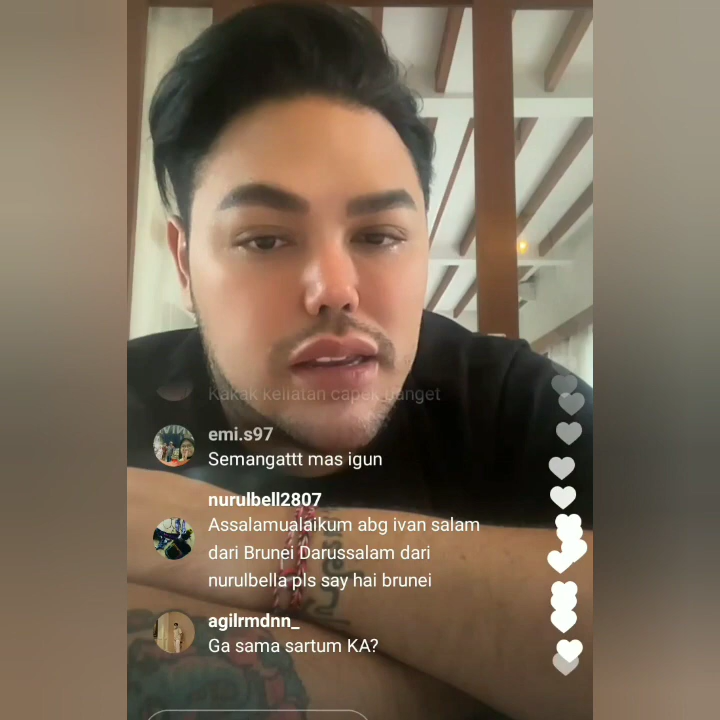 Kakak keliatan capek banget
emi.s97
Semangattt mas igun
nurulbell2807
Assalamualaikum abg ivan salam
dari Brunei Darussalam dari
nurulbella pls say hai brunei
agilrmdnn_
Ga sama sartum KA?